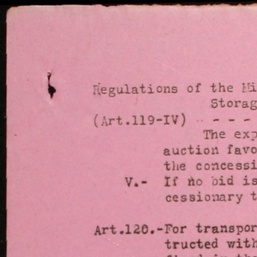 Regulations of the Mi
Storag
(Art.119-IV) - - -
The exp
auction favo
the concessi
V.- If no bid is
cessionary t
Art.120.-For transpor
tructed with